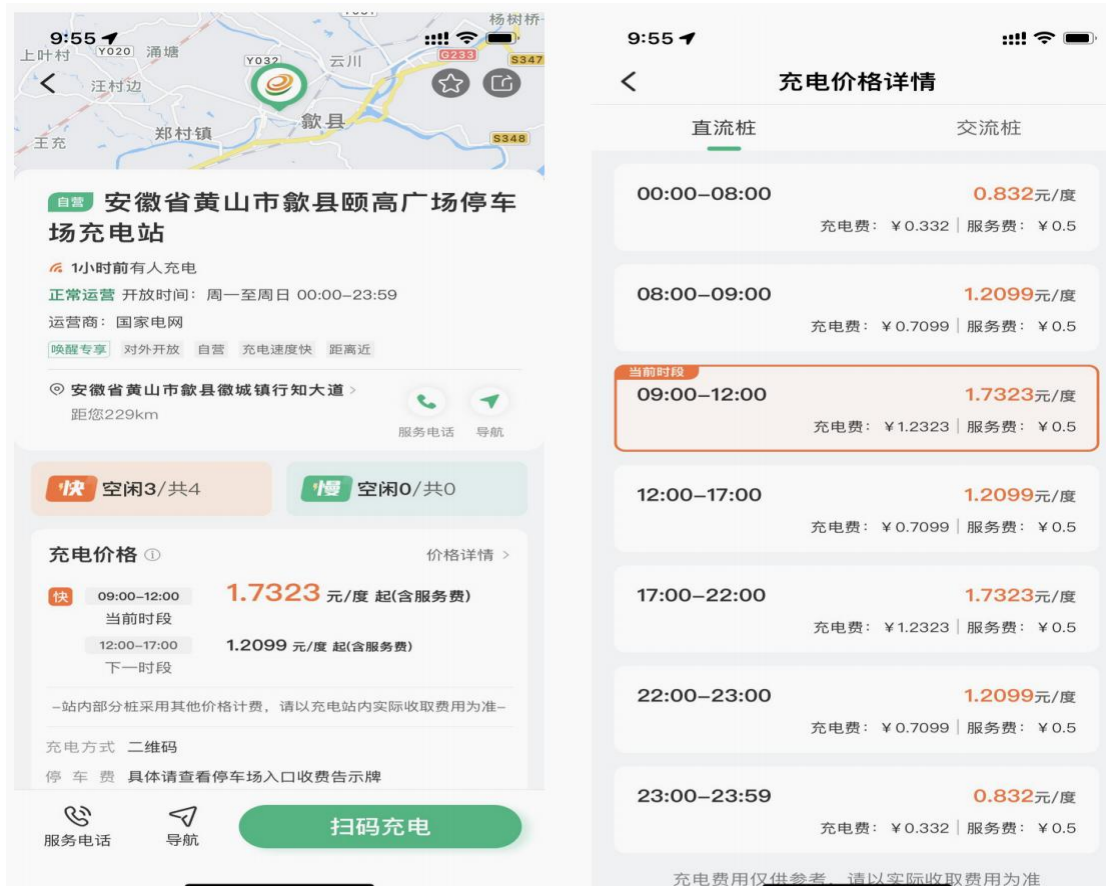 杨树桥
9:55
上叶村
Y020
涌塘
Y032
云川
G233
S347
汪村边
郑村镇
歙县
王充
S348
自营 安徽省黄山市歙县颐高广场停车
场充电站
1小时前有人充电
正常运营 开放时间：周一至周日 00:00-23:59
运营商：国家电网
唤醒专享 对外开放 自营 充电速度快 距离近
安徽省黄山市歙县徽城镇行知大道 >
距您229km
服务电话 导航
快 空闲3/共4
慢 空闲0/共0
充电价格
价格详情 >
快 09:00-12:00 1.7323 元/度 起(含服务费)
当前时段
12:00-17:00 1.2099 元/度 起(含服务费)
下一时段
-站内部分桩采用其他价格计费，请以充电站内实际收取费用为准-
充电方式 二维码
停 车 费 具体请查看停车场入口收费告示牌
服务电话 导航 扫码充电
9:55
充电价格详情
直流桩 交流桩
00:00-08:00 0.832元/度
充电费：￥0.332｜服务费：￥0.5
08:00-09:00 1.2099元/度
充电费：￥0.7099｜服务费：￥0.5
当前时段
09:00-12:00 1.7323元/度
充电费：￥1.2323｜服务费：￥0.5
12:00-17:00 1.2099元/度
充电费：￥0.7099｜服务费：￥0.5
17:00-22:00 1.7323元/度
充电费：￥1.2323｜服务费：￥0.5
22:00-23:00 1.2099元/度
充电费：￥0.7099｜服务费：￥0.5
23:00-23:59 0.832元/度
充电费：￥0.332｜服务费：￥0.5
充电费用仅供参考，请以实际收取费用为准